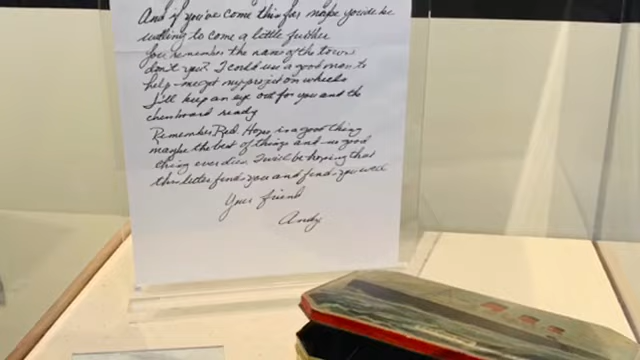 And if you've come this far maybe you'd be
willing to come a little further
You remember the name of the town
don't you? I could use a good man to
help me get my project on wheels
I'll keep an eye out for you and the
chessboard ready
Remember Red. Hope is a good thing
maybe the best of things and no good
thing ever dies. I will be hoping that
this letter finds you and finds you well
Your friend
Andy